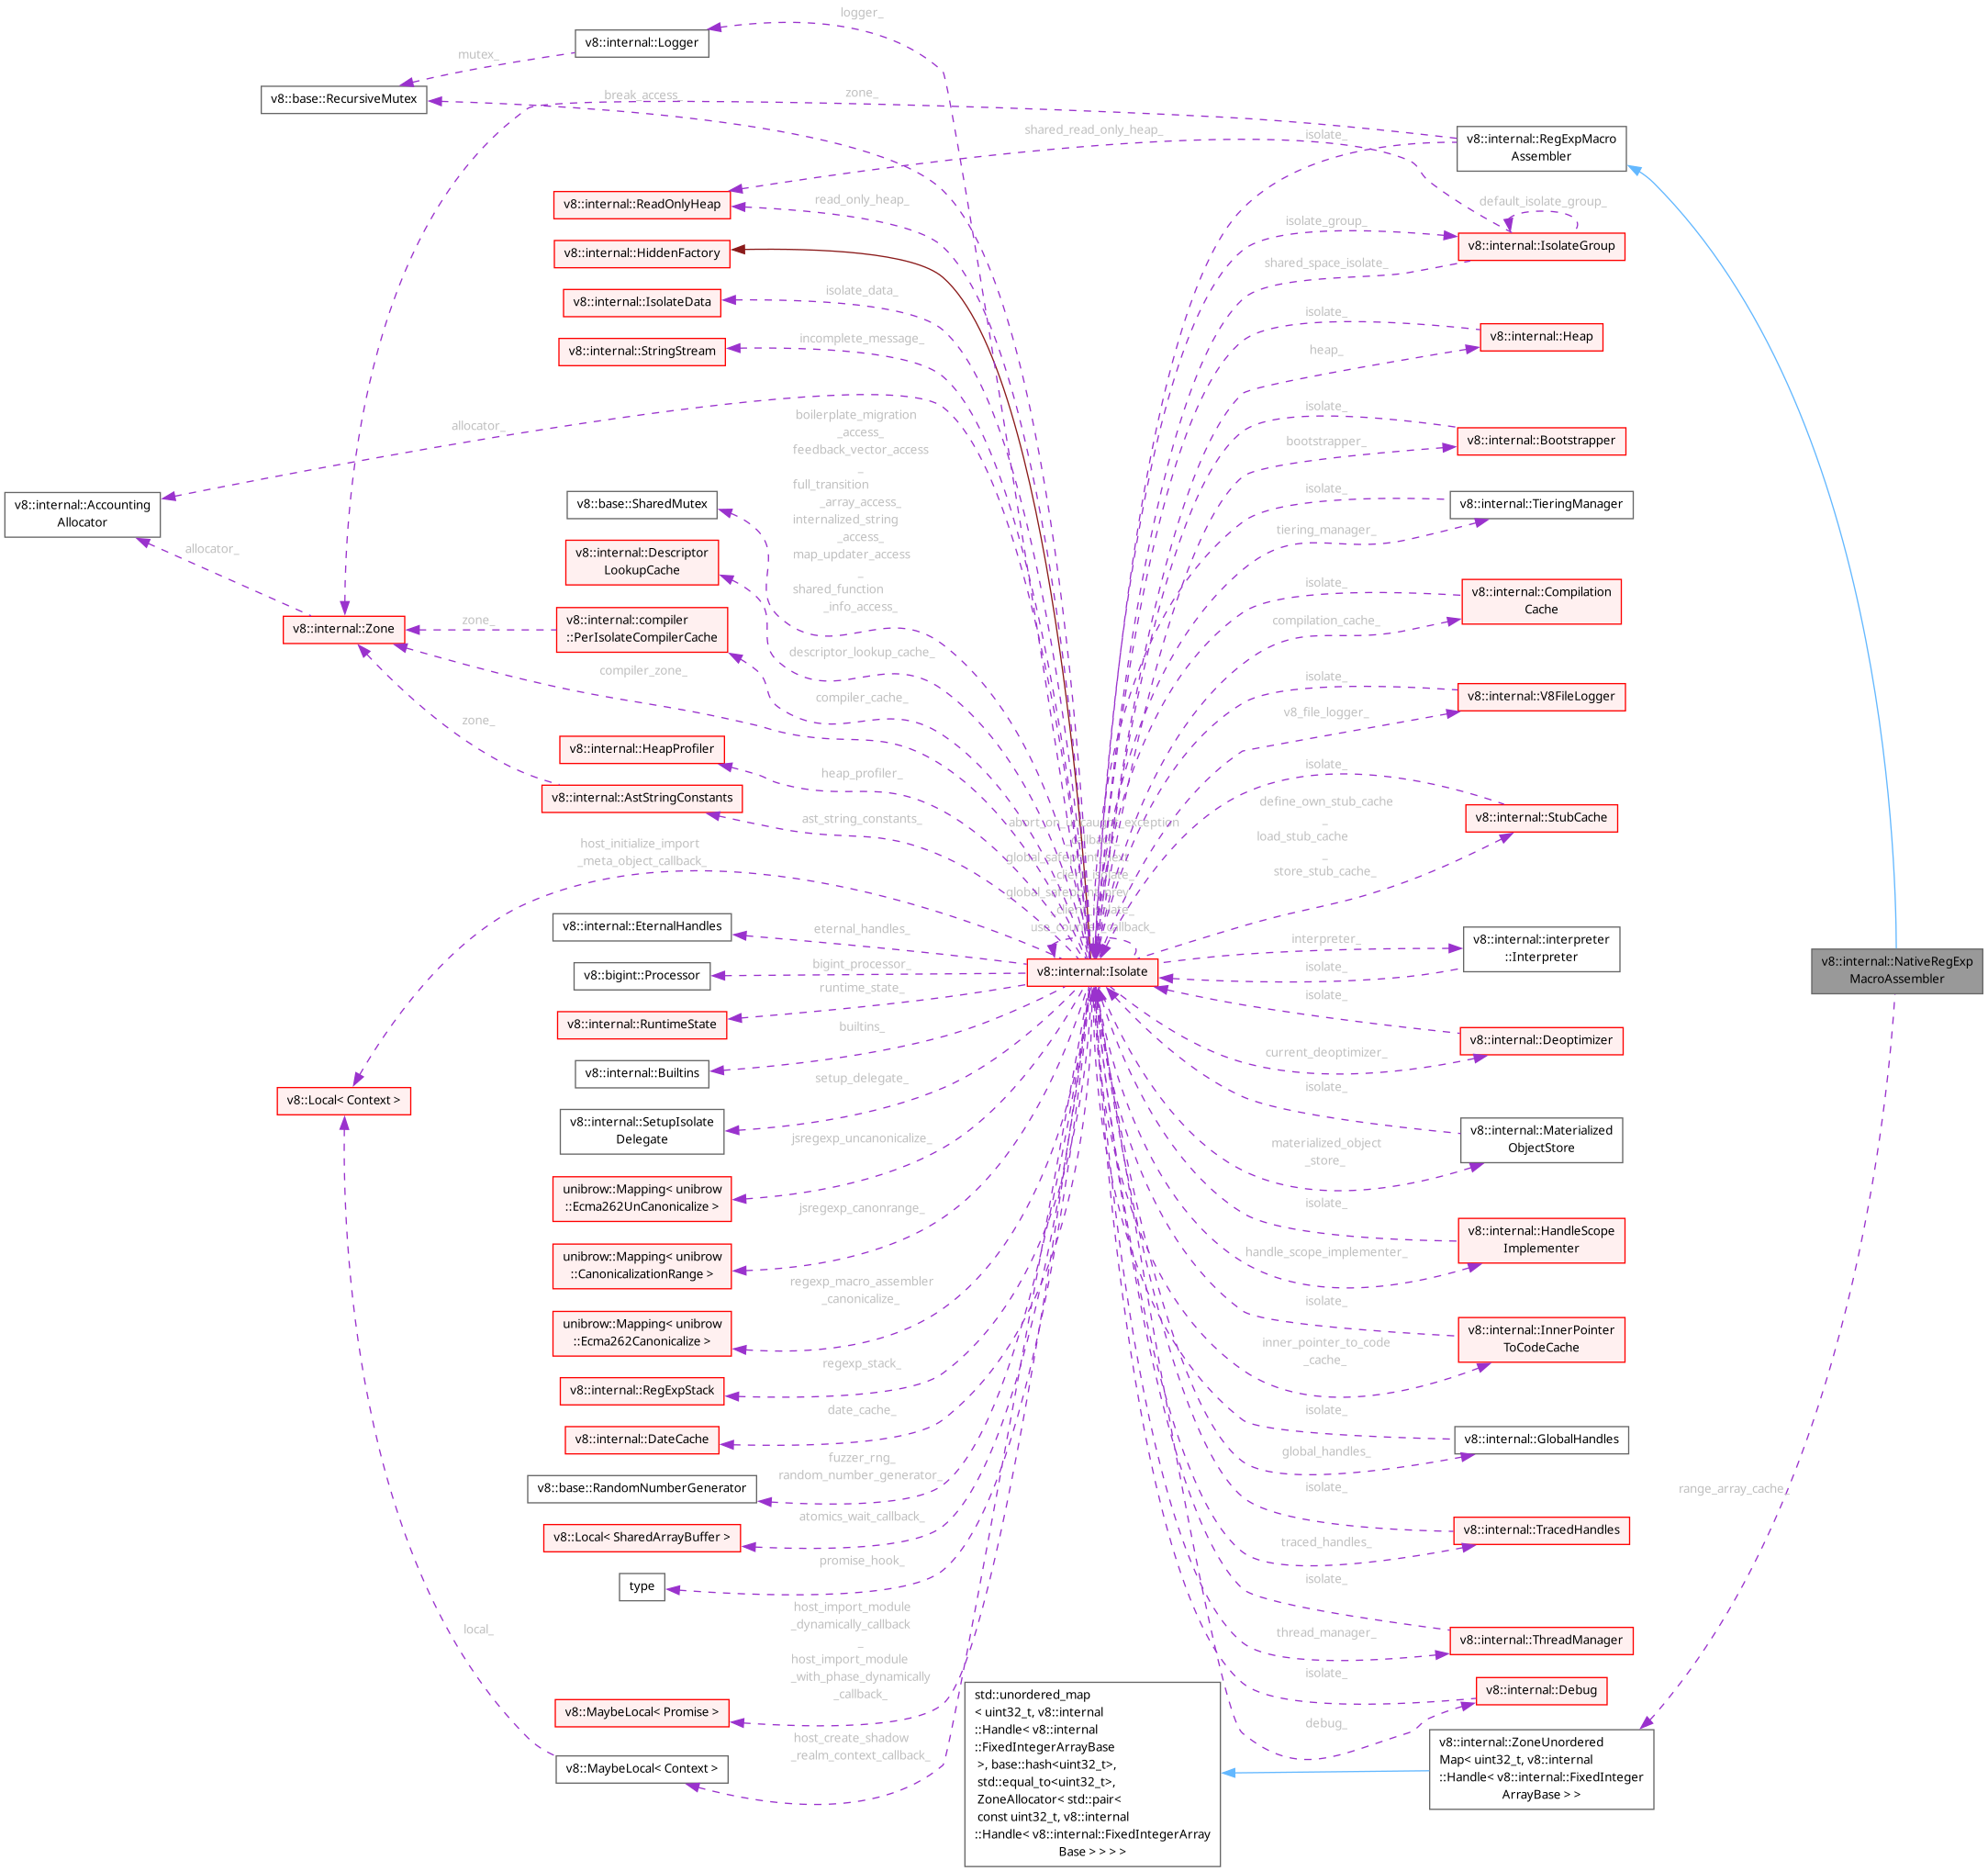 logger_
v8::internal::Logger
mutex_
v8::base::RecursiveMutex
break_access_
zone_
shared_read_only_heap_
isolate_
v8::internal::RegExpMacro
Assembler
v8::internal::ReadOnlyHeap
read_only_heap_
default_isolate_group_
isolate_group_
v8::internal::IsolateGroup
v8::internal::HiddenFactory
shared_space_isolate_
v8::internal::IsolateData
isolate_data_
isolate_
v8::internal::Heap
v8::internal::StringStream
incomplete_message_
heap_
isolate_
allocator_
boilerplate_migration
_access_
feedback_vector_access
_
full_transition
_array_access_
internalized_string
_access_
map_updater_access
_
shared_function
_info_access_
bootstrapper_
v8::internal::Bootstrapper
v8::internal::Accounting
Allocator
v8::base::SharedMutex
isolate_
v8::internal::TieringManager
tiering_manager_
allocator_
v8::internal::Descriptor
LookupCache
isolate_
v8::internal::Compilation
Cache
v8::internal::Zone
zone_
v8::internal::compiler
::PerIsolateCompilerCache
compilation_cache_
descriptor_lookup_cache_
compiler_zone_
compiler_cache_
isolate_
v8::internal::V8FileLogger
v8_file_logger_
zone_
v8::internal::HeapProfiler
heap_profiler_
isolate_
v8::internal::AstStringConstants
ast_string_constants_
define_own_stub_cache
_
load_stub_cache
_
store_stub_cache_
v8::internal::StubCache
host_initialize_import
_meta_object_callback_
use_counter_callback_
v8::internal::EternalHandles
eternal_handles_
interpreter_
v8::internal::interpreter
::Interpreter
v8::internal::NativeRegExp
MacroAssembler
v8::bigint::Processor
bigint_processor_
v8::internal::Isolate
isolate_
runtime_state_
isolate_
v8::internal::RuntimeState
builtins_
v8::internal::Deoptimizer
current_deoptimizer_
v8::internal::Builtins
setup_delegate_
isolate_
v8::Local< Context >
v8::internal::SetupIsolate
Delegate
jsregexp_uncanonicalize_
materialized_object
_store_
v8::internal::Materialized
ObjectStore
unibrow::Mapping< unibrow
::Ecma262UnCanonicalize >
jsregexp_canonrange_
isolate_
v8::internal::HandleScope
Implementer
handle_scope_implementer_
unibrow::Mapping< unibrow
::CanonicalizationRange >
regexp_macro_assembler
_canonicalize_
isolate_
unibrow::Mapping< unibrow
::Ecma262Canonicalize >
inner_pointer_to_code
_cache_
v8::internal::InnerPointer
ToCodeCache
regexp_stack_
v8::internal::RegExpStack
date_cache_
isolate_
v8::internal::DateCache
v8::internal::GlobalHandles
global_handles_
fuzzer_rng_
random_number_generator_
v8::base::RandomNumberGenerator
isolate_
range_array_cache_
atomics_wait_callback_
v8::Local< SharedArrayBuffer >
v8::internal::TracedHandles
traced_handles_
promise_hook_
type
isolate_
host_import_module
_dynamically_callback
_
host_import_module
_with_phase_dynamically
_callback_
local_
thread_manager_
v8::internal::ThreadManager
isolate_
v8::internal::Debug
v8::MaybeLocal< Promise >
debug_
host_create_shadow
_realm_context_callback_
v8::MaybeLocal< Context >
std::unordered_map
< uint32_t, v8::internal
::Handle< v8::internal
::FixedIntegerArrayBase
>, base::hash<uint32_t>,
std::equal_to<uint32_t>,
ZoneAllocator< std::pair<
const uint32_t, v8::internal
::Handle< v8::internal::FixedIntegerArray
Base > > > >
v8::internal::ZoneUnordered
Map< uint32_t, v8::internal
::Handle< v8::internal::FixedInteger
ArrayBase > >